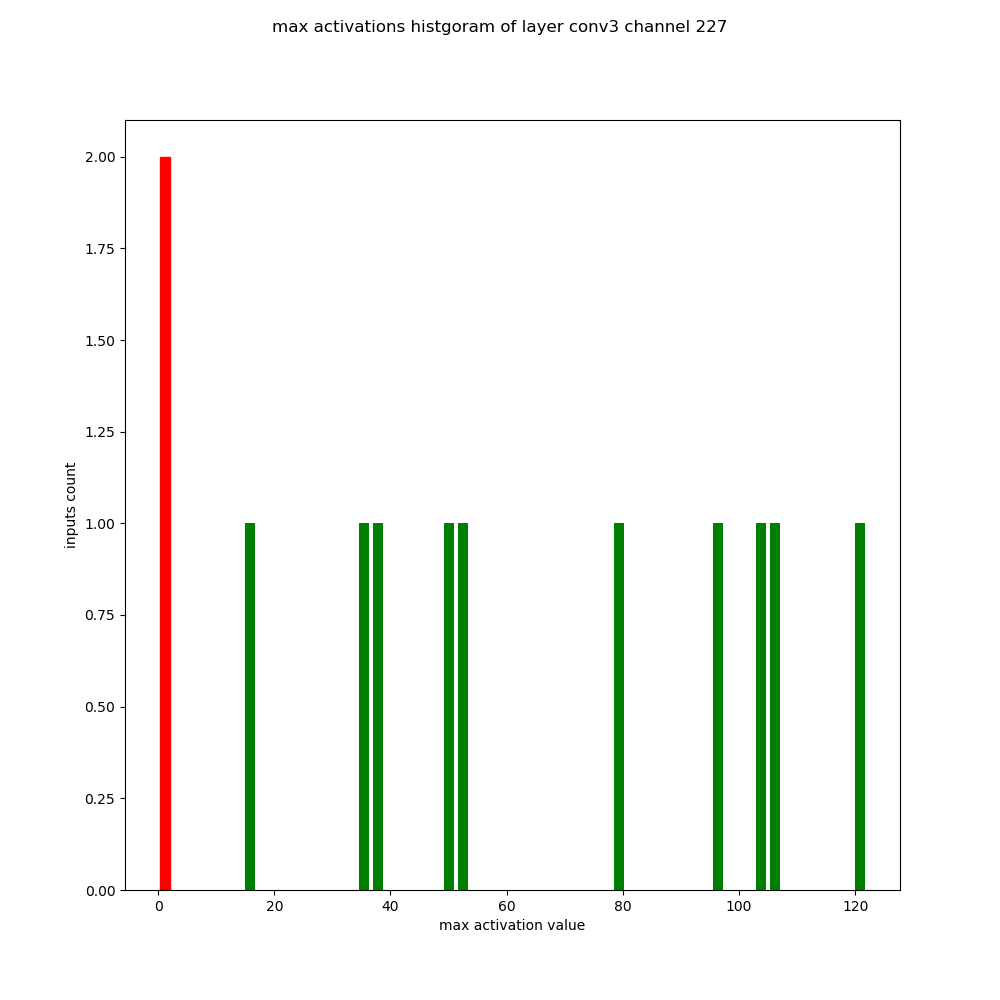 max activations histgoram of layer conv3 channel 227
2.00
1.75
1.50
1.25
1.00
0.75
0.50
0.25
0.00
inputs count
0 20 40 60 80 100 120
max activation value